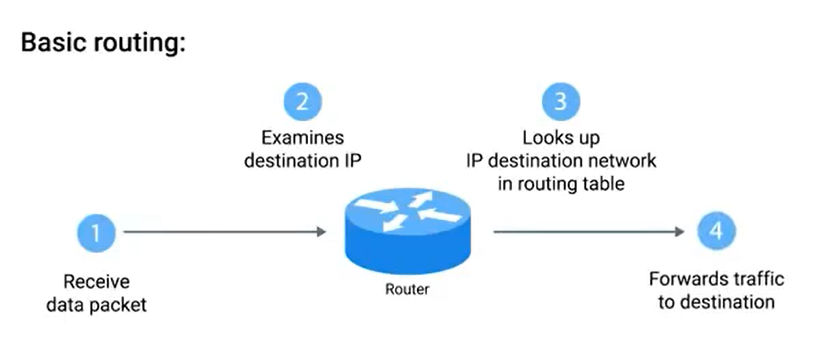 Basic routing:
1
Receive
data packet
2
Examines
destination IP
3
Looks up
IP destination network
in routing table
Router
4
Forwards traffic
to destination